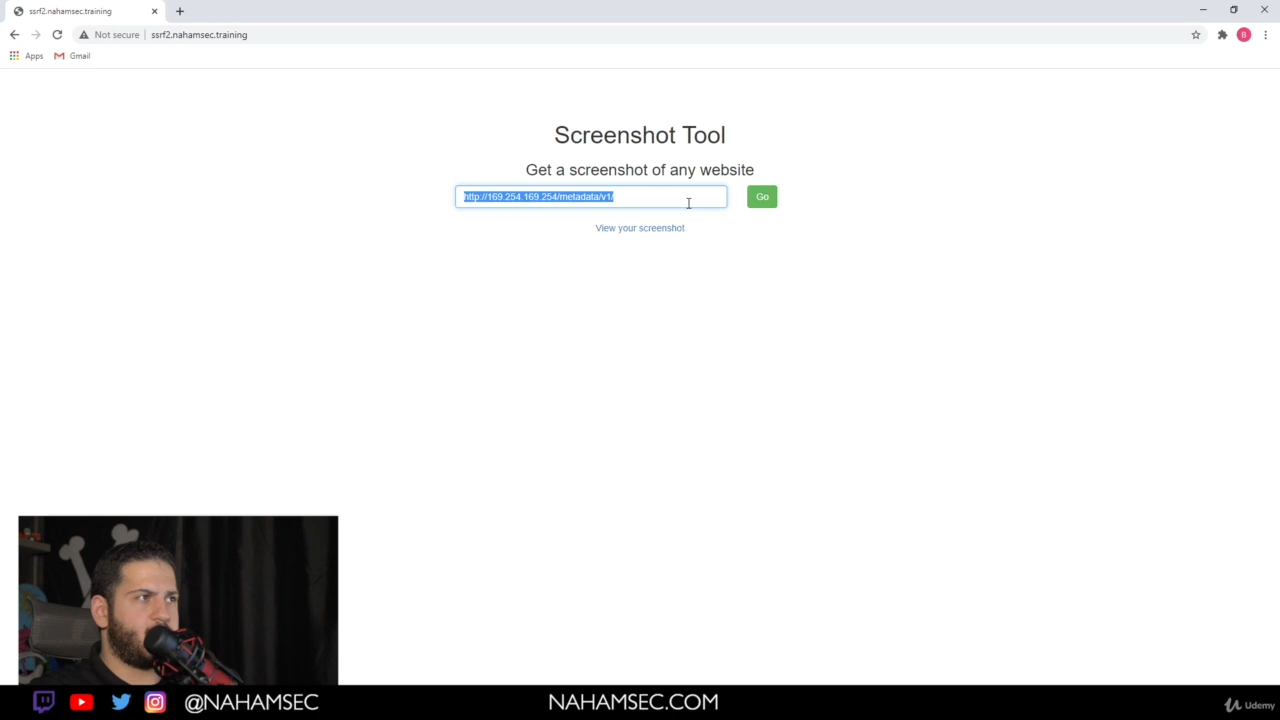 ssrf2.nahamsec.training
Not secure
ssrf2.nahamsec.training
B
Apps
Gmail
Screenshot Tool
Get a screenshot of any website
http://169.254.169.254/metadata/v1/
Go
View your screenshot
@NAHAMSEC
NAHAMSEC.COM
Udemy